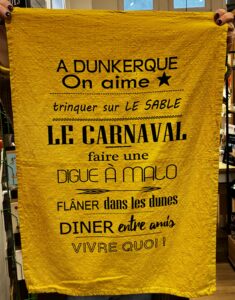 A DUNKERQUE
On aime ★
trinquer SUR LE SABLE
LE CARNAVAL
faire une
DIGUE À MALO
FLÂNER dans les dunes
DINER entre amis
VIVRE QUOI !